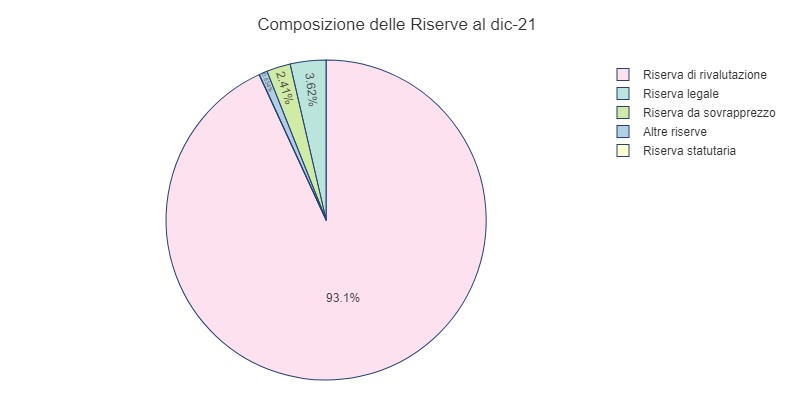 Composizione delle Riserve al dic-21
3.62%
2.41%
93.1%
Riserva di rivalutazione
Riserva legale
Riserva da sovrapprezzo
Altre riserve
Riserva statutaria